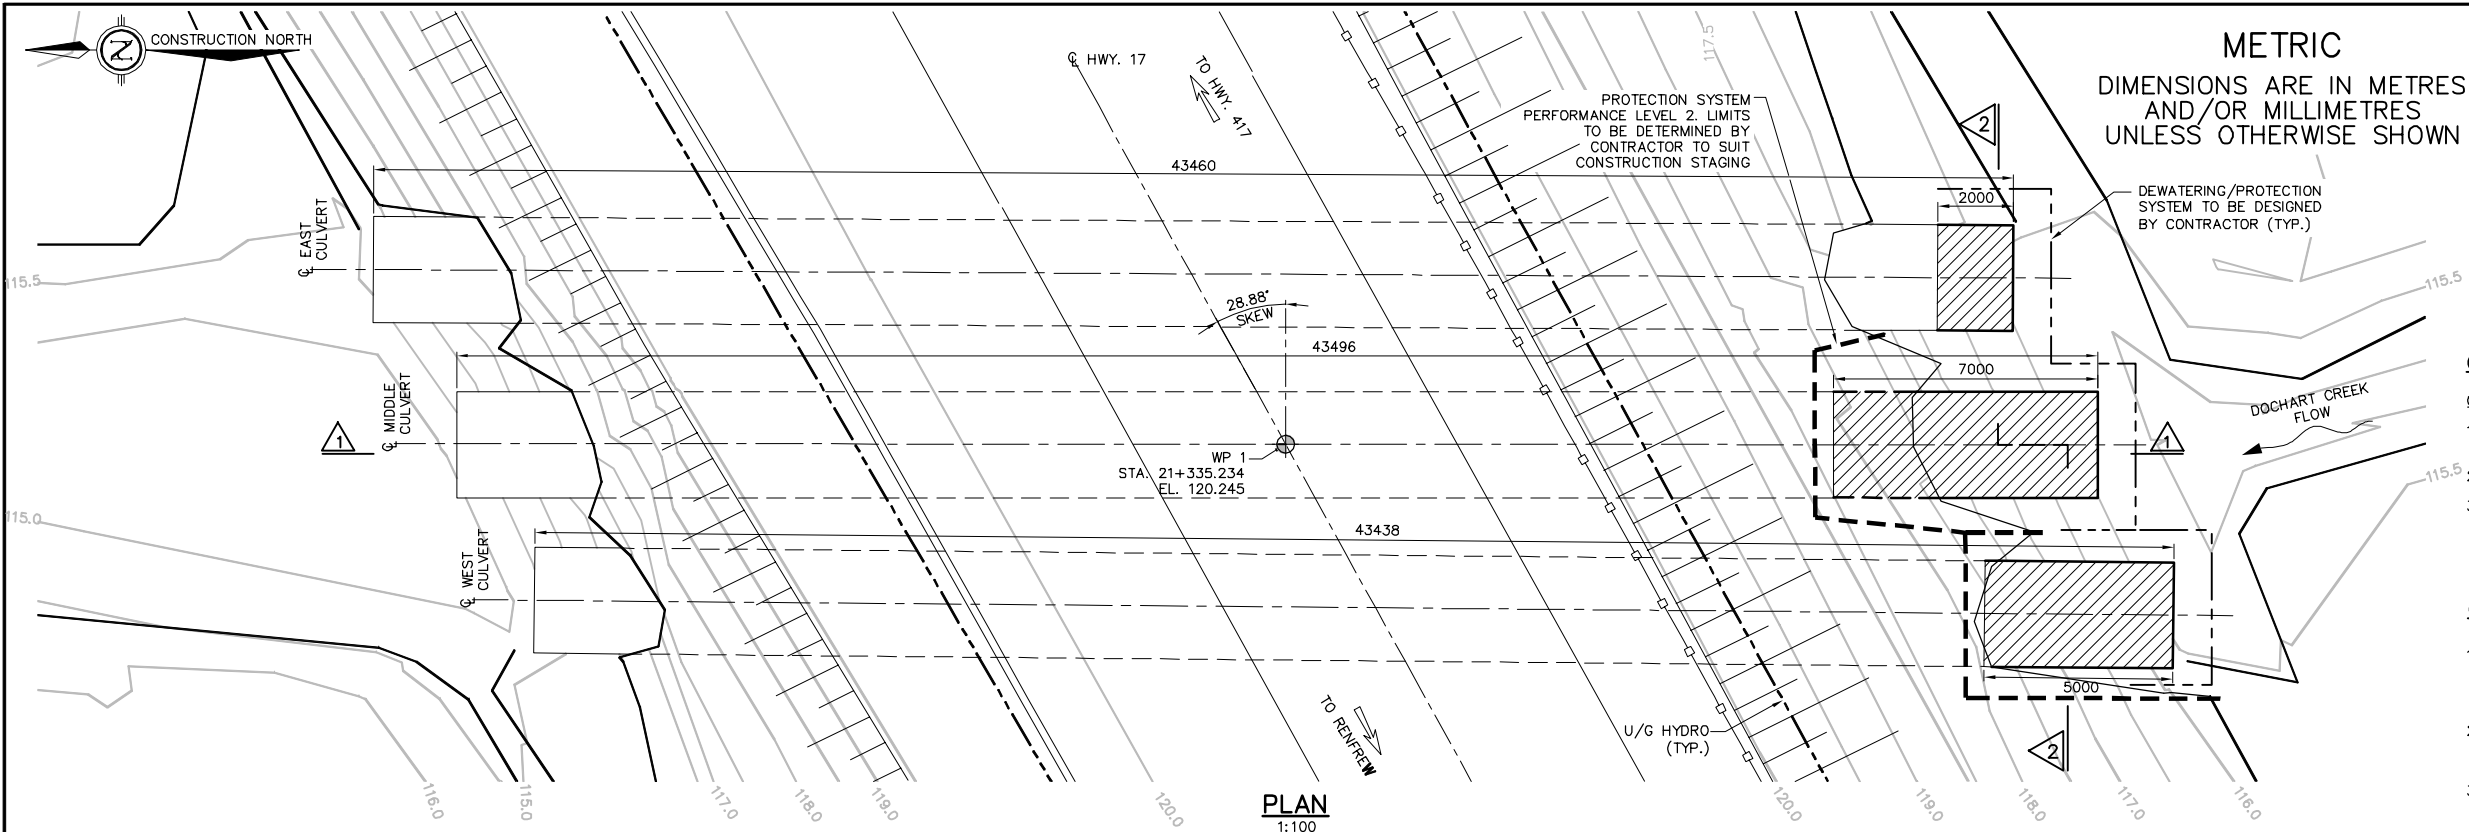 CONSTRUCTION NORTH
METRIC
DIMENSIONS ARE IN METRES
AND/OR MILLIMETRES
UNLESS OTHERWISE SHOWN
℄ HWY. 17
TO HWY. 417
117.5
PROTECTION SYSTEM
PERFORMANCE LEVEL 2. LIMITS
TO BE DETERMINED BY
CONTRACTOR TO SUIT
CONSTRUCTION STAGING
2
DEWATERING/PROTECTION
SYSTEM TO BE DESIGNED
BY CONTRACTOR (TYP.)
43460
2000
℄ EAST
CULVERT
115.5
115.5
28.88°
SKEW
43496
7000
℄ MIDDLE
CULVERT
1
1
DOCHART CREEK
FLOW
WP 1
STA. 21+335.234
EL. 120.245
115.5
115.0
43438
℄ WEST
CULVERT
5000
TO RENFREW
U/G HYDRO
(TYP.)
2
116.0
115.0
117.0
118.0
119.0
120.0
120.0
119.0
118.0
117.0
116.0
PLAN
1:100